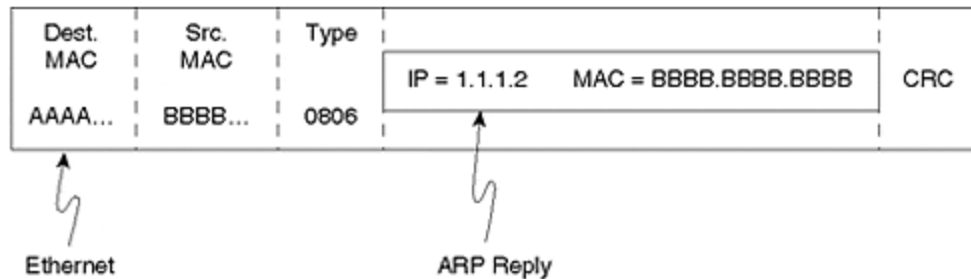 Dest. Src. Type
MAC MAC
IP = 1.1.1.2 MAC = BBBB.BBBB.BBBB CRC
AAAA... BBBB... 0806
Ethernet ARP Reply